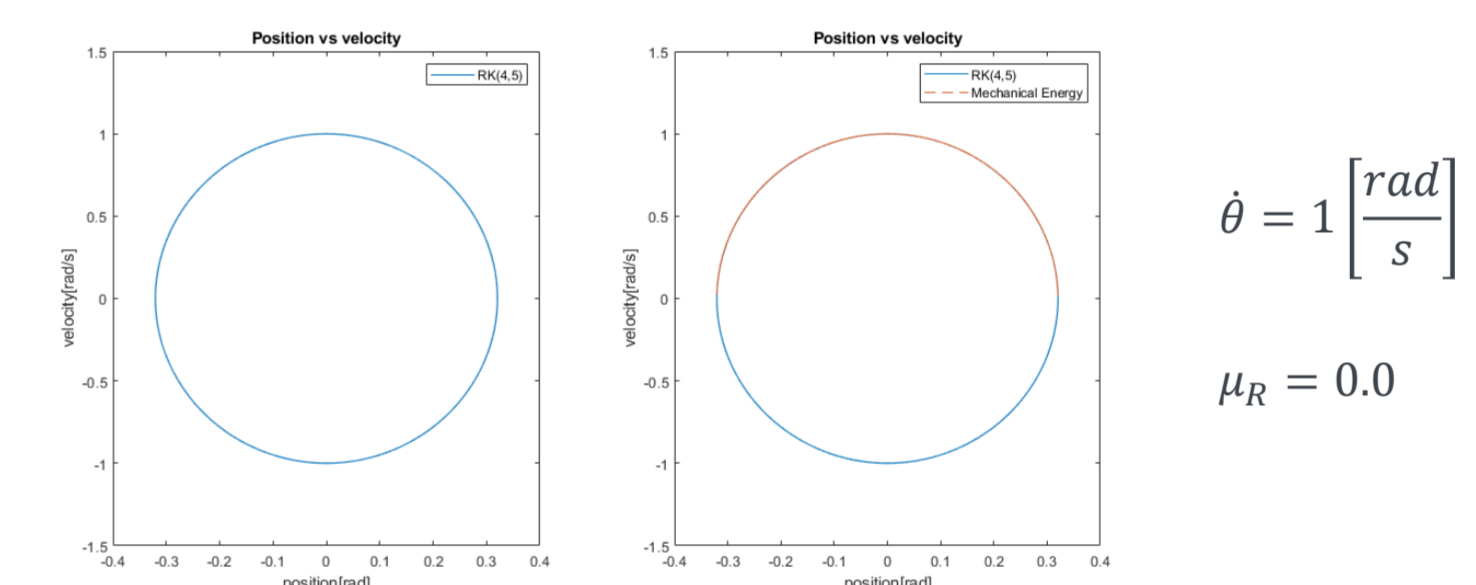 Position vs velocity
RK(4,5)
1.5
1
0.5
0
-0.5
-1
-1.5
velocity[rad/s]
-0.4 -0.3 -0.2 -0.1 0 0.1 0.2 0.3 0.4
position[rad]
Position vs velocity
RK(4,5)
Mechanical Energy
1.5
1
0.5
0
-0.5
-1
-1.5
velocity[rad/s]
-0.4 -0.3 -0.2 -0.1 0 0.1 0.2 0.3 0.4
position[rad]
θ̇ = 1 [rad/s]
μR = 0.0